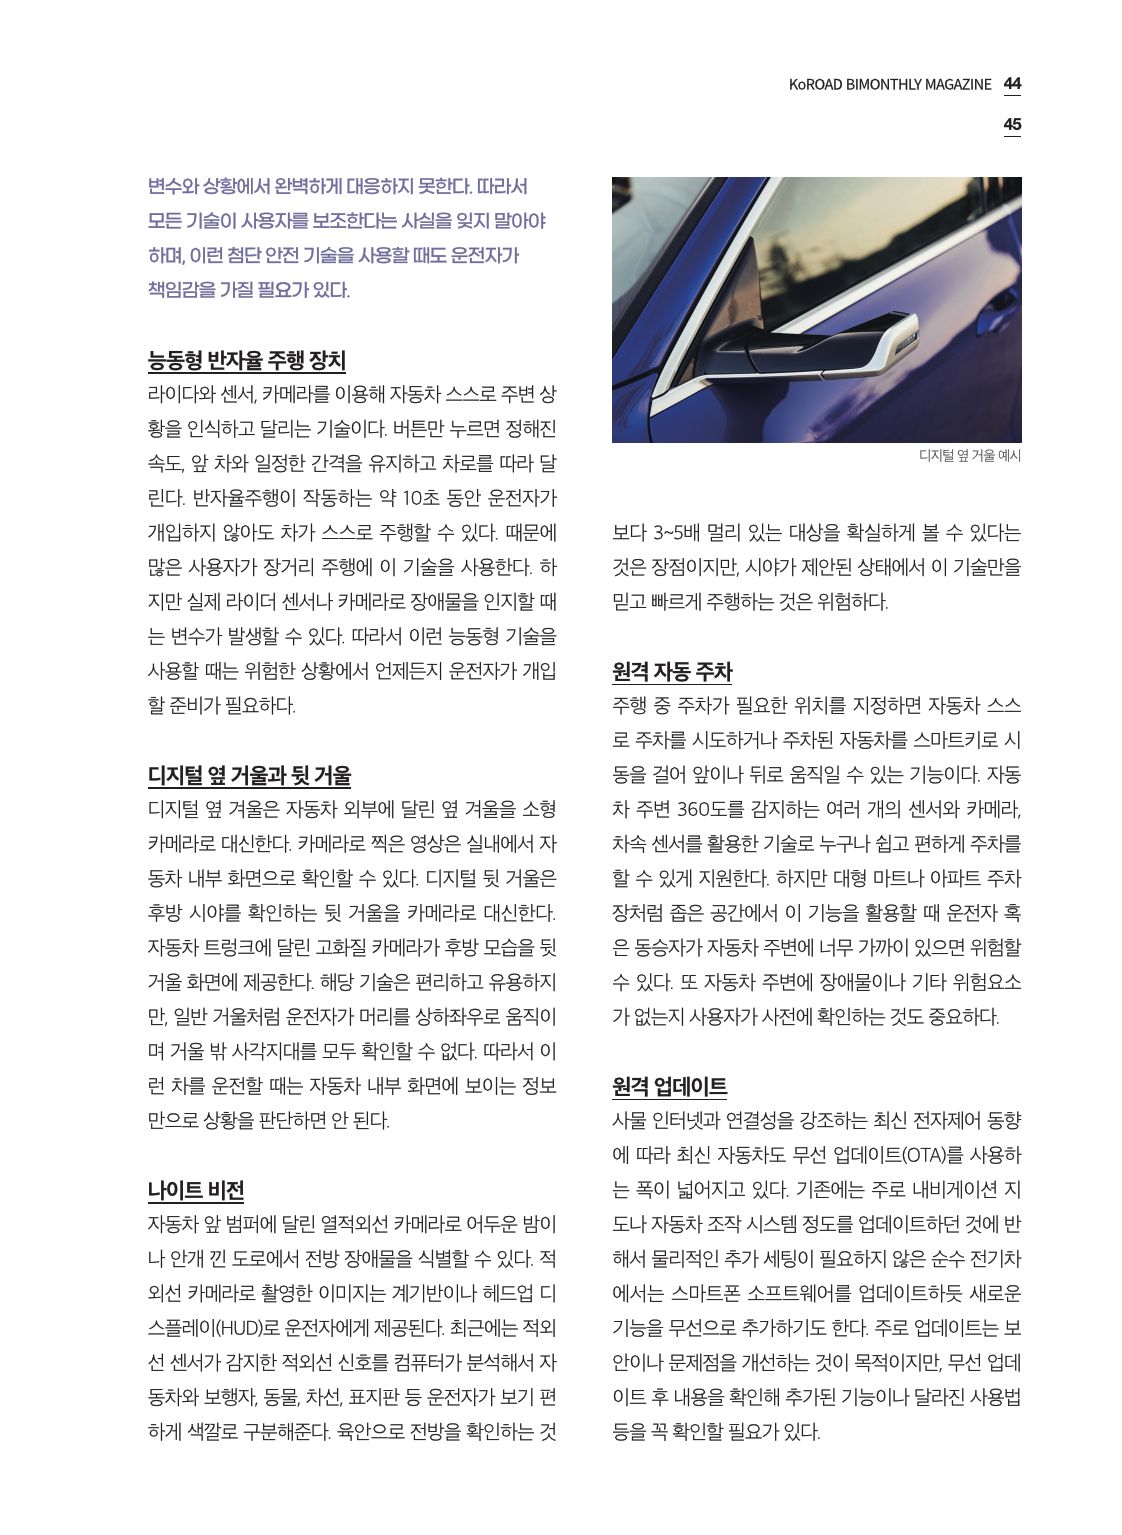 KoROAD BIMONTHLY MAGAZINE 44
45
변수와 상황에서 완벽하게 대응하지 못한다. 따라서
모든 기술이 사용자를 보조한다는 사실을 잊지 말아야
하며, 이런 첨단 안전 기술을 사용할 때도 운전자가
책임감을 가질 필요가 있다.
능동형 반자율 주행 장치
라이다와 센서, 카메라를 이용해 자동차 스스로 주변 상
황을 인식하고 달리는 기술이다. 버튼만 누르면 정해진
속도, 앞 차와 일정한 간격을 유지하고 차로를 따라 달
린다. 반자율주행이 작동하는 약 10초 동안 운전자가
개입하지 않아도 차가 스스로 주행할 수 있다. 때문에
많은 사용자가 장거리 주행에 이 기술을 사용한다. 하
지만 실제 라이더 센서나 카메라로 장애물을 인지할 때
는 변수가 발생할 수 있다. 따라서 이런 능동형 기술을
사용할 때는 위험한 상황에서 언제든지 운전자가 개입
할 준비가 필요하다.
디지털 옆 거울과 뒷 거울
디지털 옆 겨울은 자동차 외부에 달린 옆 겨울을 소형
카메라로 대신한다. 카메라로 찍은 영상은 실내에서 자
동차 내부 화면으로 확인할 수 있다. 디지털 뒷 거울은
후방 시야를 확인하는 뒷 거울을 카메라로 대신한다.
자동차 트렁크에 달린 고화질 카메라가 후방 모습을 뒷
거울 화면에 제공한다. 해당 기술은 편리하고 유용하지
만, 일반 거울처럼 운전자가 머리를 상하좌우로 움직이
며 거울 밖 사각지대를 모두 확인할 수 없다. 따라서 이
런 차를 운전할 때는 자동차 내부 화면에 보이는 정보
만으로 상황을 판단하면 안 된다.
나이트 비전
자동차 앞 범퍼에 달린 열적외선 카메라로 어두운 밤이
나 안개 낀 도로에서 전방 장애물을 식별할 수 있다. 적
외선 카메라로 촬영한 이미지는 계기반이나 헤드업 디
스플레이(HUD)로 운전자에게 제공된다. 최근에는 적외
선 센서가 감지한 적외선 신호를 컴퓨터가 분석해서 자
동차와 보행자, 동물, 차선, 표지판 등 운전자가 보기 편
하게 색깔로 구분해준다. 육안으로 전방을 확인하는 것
디지털 옆 거울 예시
보다 3~5배 멀리 있는 대상을 확실하게 볼 수 있다는
것은 장점이지만, 시야가 제안된 상태에서 이 기술만을
믿고 빠르게 주행하는 것은 위험하다.
원격 자동 주차
주행 중 주차가 필요한 위치를 지정하면 자동차 스스
로 주차를 시도하거나 주차된 자동차를 스마트키로 시
동을 걸어 앞이나 뒤로 움직일 수 있는 기능이다. 자동
차 주변 360도를 감지하는 여러 개의 센서와 카메라,
차속 센서를 활용한 기술로 누구나 쉽고 편하게 주차를
할 수 있게 지원한다. 하지만 대형 마트나 아파트 주차
장처럼 좁은 공간에서 이 기능을 활용할 때 운전자 혹
은 동승자가 자동차 주변에 너무 가까이 있으면 위험할
수 있다. 또 자동차 주변에 장애물이나 기타 위험요소
가 없는지 사용자가 사전에 확인하는 것도 중요하다.
원격 업데이트
사물 인터넷과 연결성을 강조하는 최신 전자제어 동향
에 따라 최신 자동차도 무선 업데이트(OTA)를 사용하
는 폭이 넓어지고 있다. 기존에는 주로 내비게이션 지
도나 자동차 조작 시스템 정도를 업데이트하던 것에 반
해서 물리적인 추가 세팅이 필요하지 않은 순수 전기차
에서는 스마트폰 소프트웨어를 업데이트하듯 새로운
기능을 무선으로 추가하기도 한다. 주로 업데이트는 보
안이나 문제점을 개선하는 것이 목적이지만, 무선 업데
이트 후 내용을 확인해 추가된 기능이나 달라진 사용법
등을 꼭 확인할 필요가 있다.